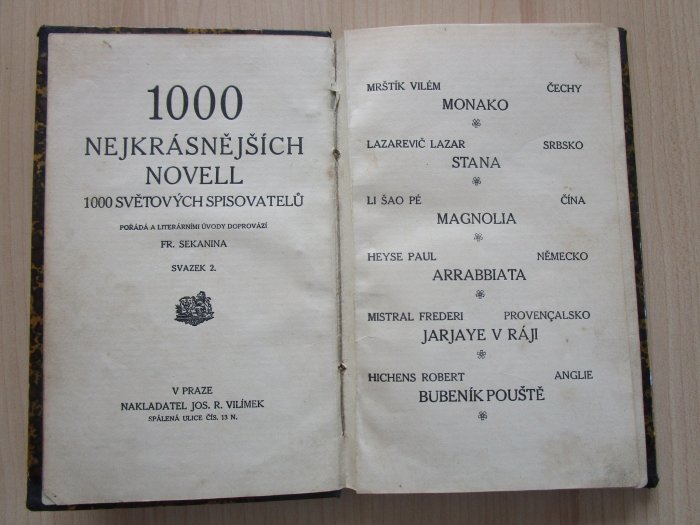 1000
NEJKRÁSNĚJŠÍCH
NOVELL
1000 SVĚTOVÝCH SPISOVATELŮ
POŘÁDÁ A LITERÁRNÍMI ÚVODY DOPROVÁZÍ
FR. SEKANINA
SVAZEK 2.
V PRAZE
NAKLADATEL JOS. R. VILÍMEK
SPÁLENÁ ULICE ČÍS. 13 N.
MRŠTÍK VILÉM ČECHY
MONAKO
LAZAREVIČ LAZAR SRBSKO
STANA
LI ŠAO PÉ ČÍNA
MAGNOLIA
HEYSE PAUL NĚMECKO
ARRABBIATA
MISTRAL FREDERI PROVENÇALSKO
JARJAYE V RÁJI
HICHENS ROBERT ANGLIE
BUBENÍK POUŠTĚ